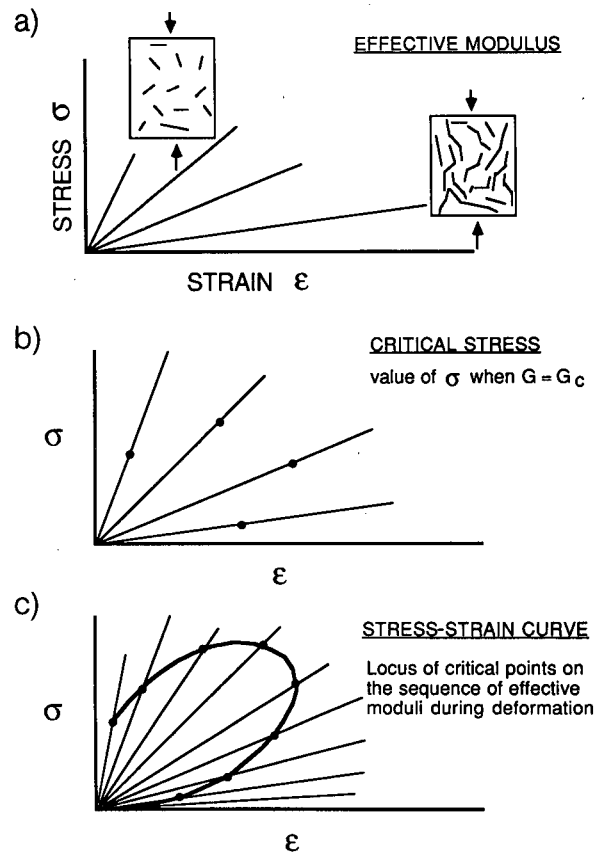 a)
EFFECTIVE MODULUS
STRESS σ
STRAIN ε
b)
CRITICAL STRESS
value of σ when G = Gc
σ
ε
c)
STRESS-STRAIN CURVE
Locus of critical points on
the sequence of effective
moduli during deformation
σ
ε